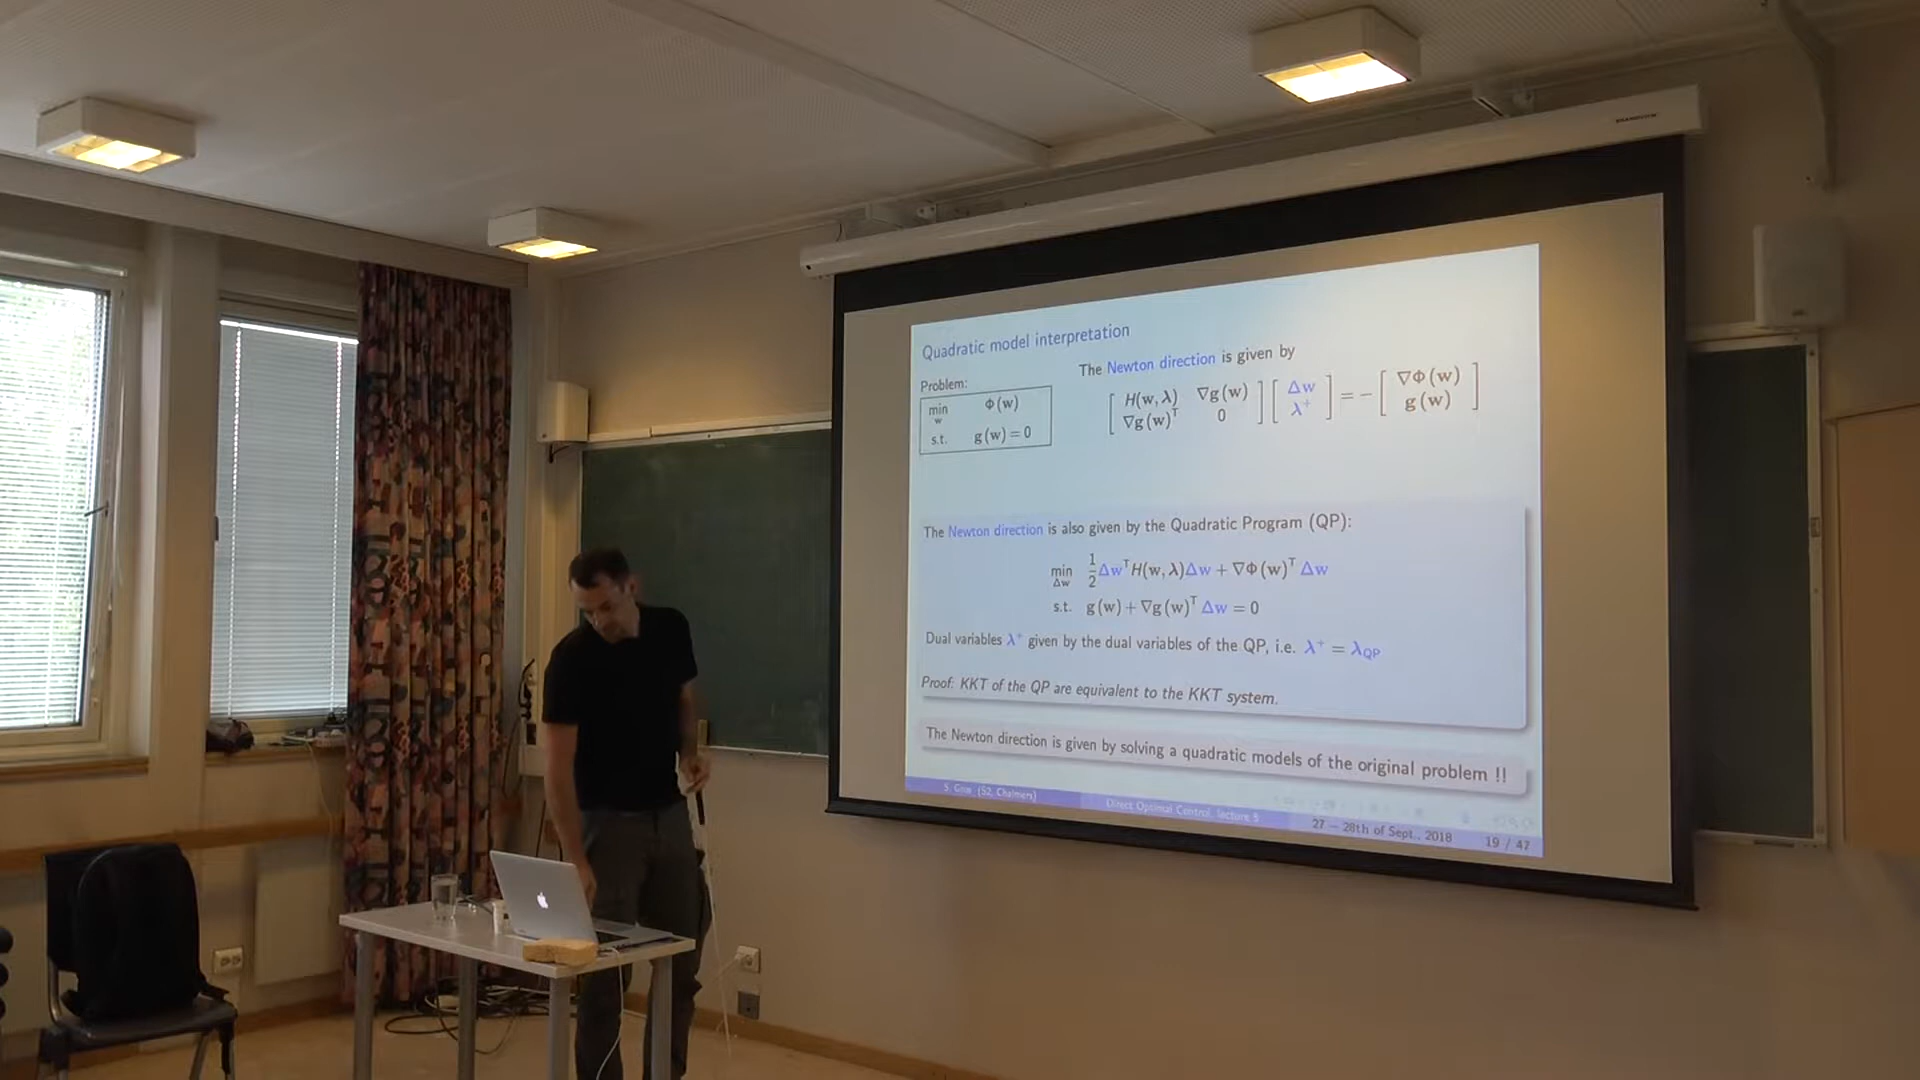 Quadratic model interpretation
Problem:
min w Φ(w)
s.t. g(w) = 0
The Newton direction is given by
[ H(w, λ) ∇g(w) ; ∇g(w)ᵀ 0 ] [ Δw ; λ⁺ ] = − [ ∇Φ(w) ; g(w) ]
The Newton direction is also given by the Quadratic Program (QP):
min Δw ½ΔwᵀH(w, λ)Δw + ∇Φ(w)ᵀ Δw
s.t. g(w) + ∇g(w)ᵀ Δw = 0
Dual variables λ⁺ given by the dual variables of the QP, i.e. λ⁺ = λQP
Proof: KKT of the QP are equivalent to the KKT system.
The Newton direction is given by solving a quadratic models of the original problem !!
S. Gros (S2, Chalmers)
Direct Optimal Control, lecture 5
27 – 28th of Sept., 2018
19 / 47